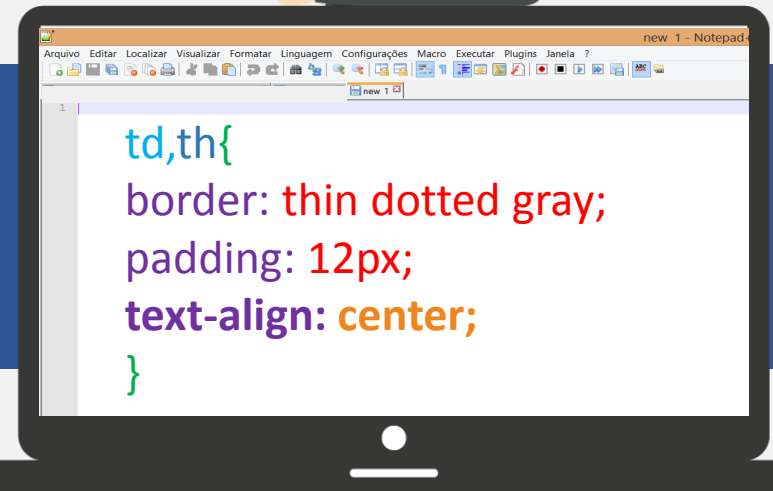 new 1 - Notepad+
Arquivo Editar Localizar Visualizar Formatar Linguagem Configurações Macro Executar Plugins Janela ?
new 1
1
td,th{
border: thin dotted gray;
padding: 12px;
text-align: center;
}